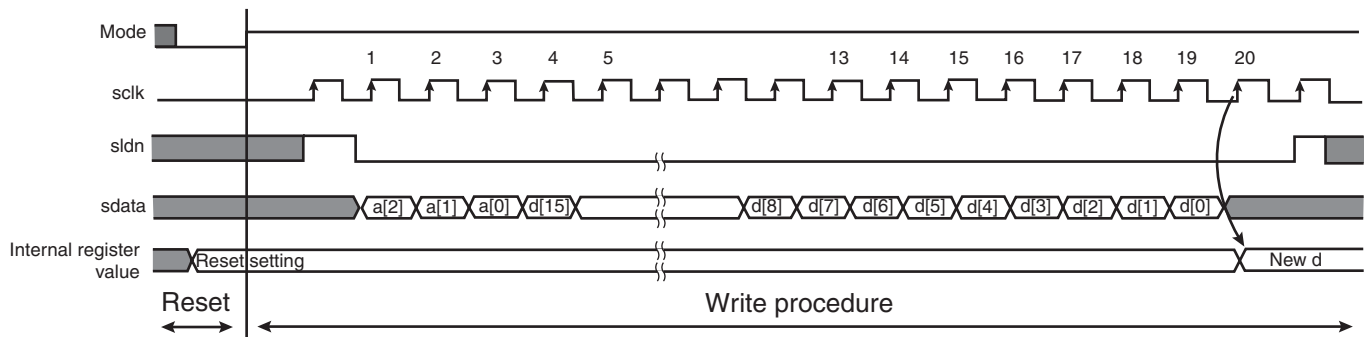 Mode
1 2 3 4 5 13 14 15 16 17 18 19 20
sclk
sldn
sdata a[2] a[1] a[0] d[15] d[8] d[7] d[6] d[5] d[4] d[3] d[2] d[1] d[0]
Internal register
value
Reset setting New d
Reset Write procedure